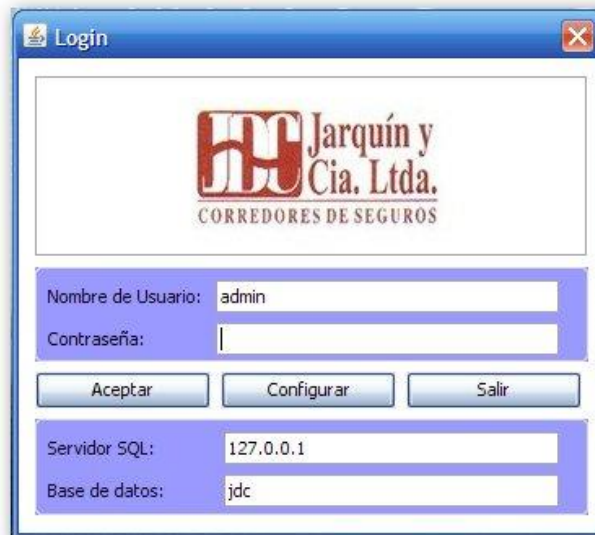 Login
JDC Jarquín y
Cia. Ltda.
CORREDORES DE SEGUROS
Nombre de Usuario: admin
Contraseña:
Aceptar Configurar Salir
Servidor SQL: 127.0.0.1
Base de datos: jdc